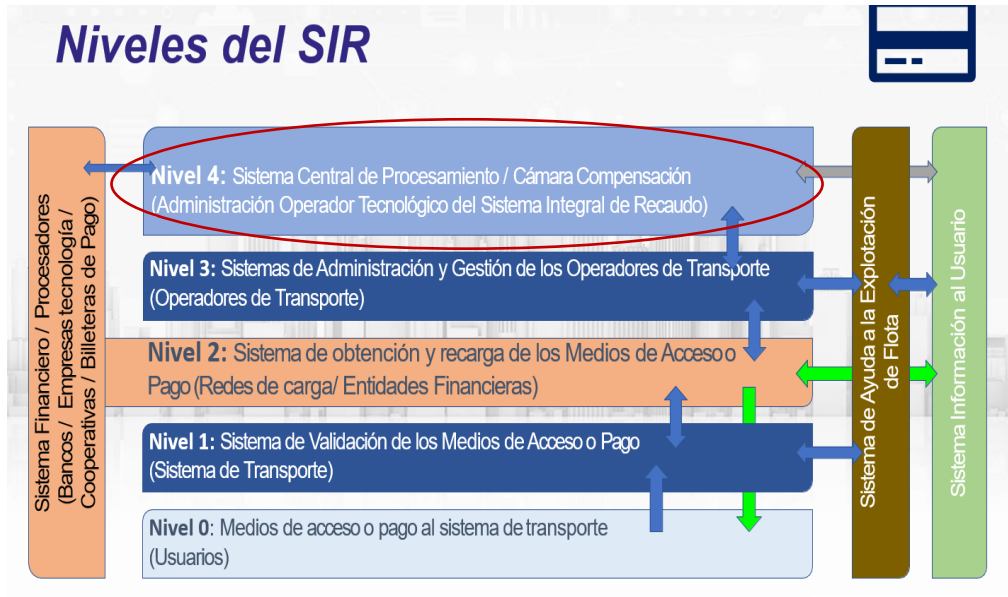 Niveles del SIR
Sistema Financiero / Procesadores
(Bancos / Empresas tecnología /
Cooperativas / Billeteras de Pago)
Nivel 4: Sistema Central de Procesamiento / Cámara Compensación
(Administración Operador Tecnológico del Sistema Integral de Recaudo)
Nivel 3: Sistemas de Administración y Gestión de los Operadores de Transporte
(Operadores de Transporte)
Nivel 2: Sistema de obtención y recarga de los Medios de Acceso o
Pago (Redes de carga/ Entidades Financieras)
Nivel 1: Sistema de Validación de los Medios de Acceso o Pago
(Sistema de Transporte)
Nivel 0: Medios de acceso o pago al sistema de transporte
(Usuarios)
Sistema de Ayuda a la Explotación
de Flota
Sistema Información al Usuario